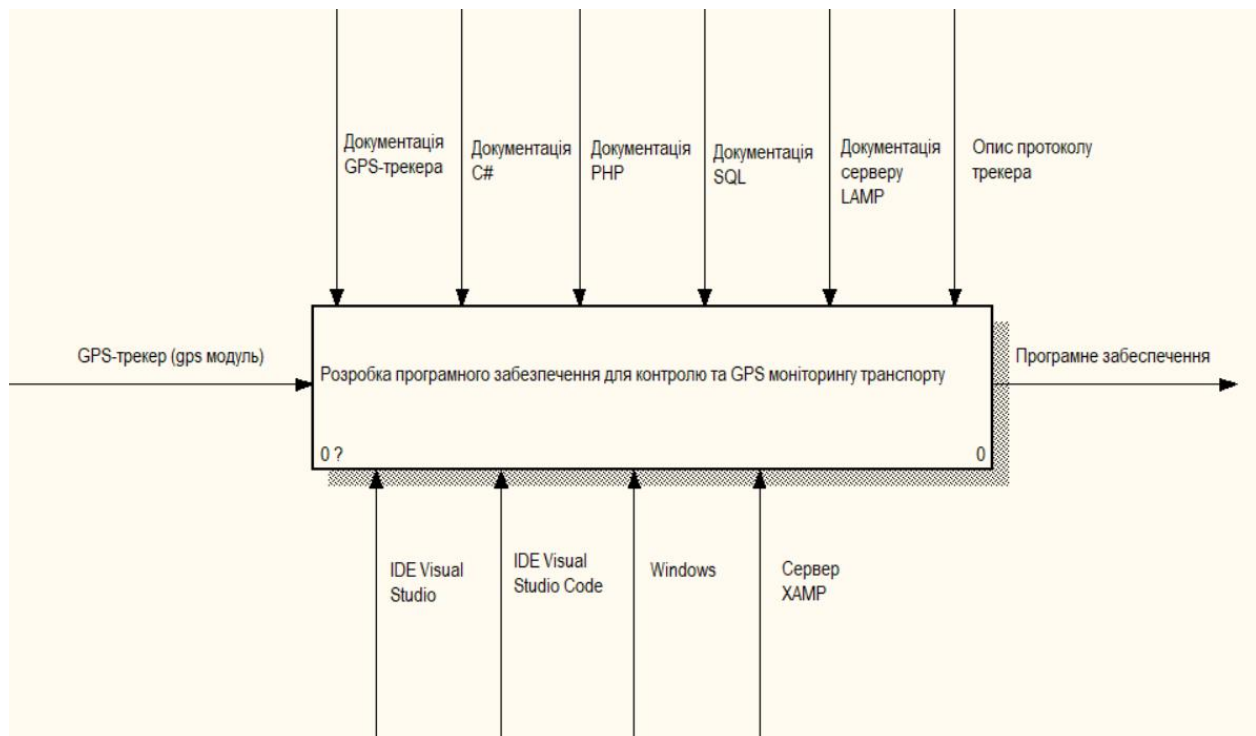 Документація
GPS-трекера
Документація
C#
Документація
PHP
Документація
SQL
Документація
серверу
LAMP
Опис протоколу
трекера
GPS-трекер (gps модуль)
Розробка програмного забезпечення для контролю та GPS моніторингу транспорту
0 ?
0
Програмне забеспечення
IDE Visual
Studio
IDE Visual
Studio Code
Windows
Сервер
XAMP